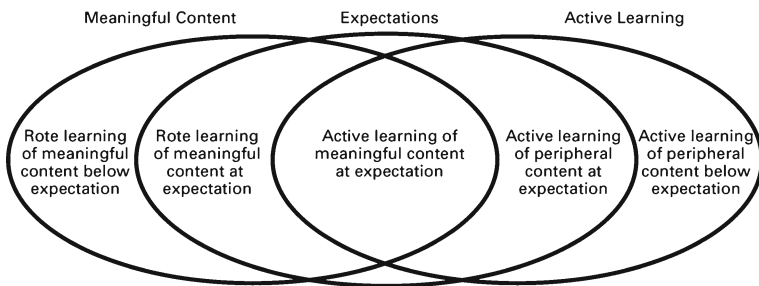 Meaningful Content
Expectations
Active Learning
Rote learning
of meaningful
content below
expectation
Rote learning
of meaningful
content at
expectation
Active learning of
meaningful content
at expectation
Active learning
of peripheral
content at
expectation
Active learning
of peripheral
content below
expectation